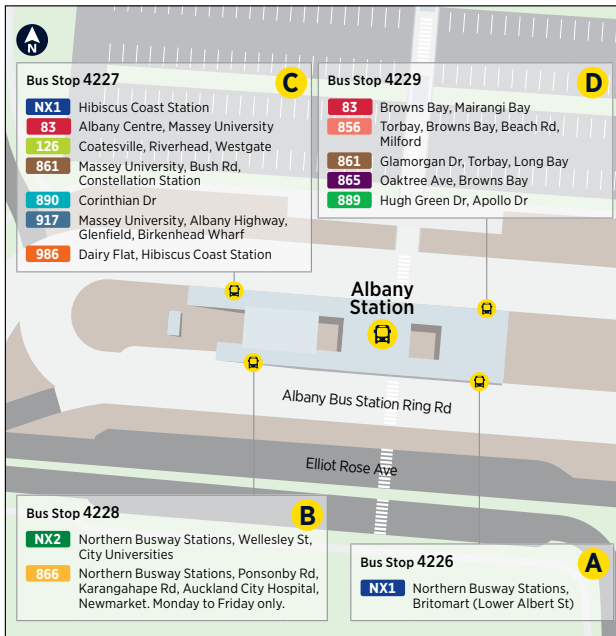 N
Bus Stop 4227
C
NX1 Hibiscus Coast Station
83 Albany Centre, Massey University
126 Coatesville, Riverhead, Westgate
861 Massey University, Bush Rd,
Constellation Station
890 Corinthian Dr
917 Massey University, Albany Highway,
Glenfield, Birkenhead Wharf
986 Dairy Flat, Hibiscus Coast Station
Bus Stop 4229
D
83 Browns Bay, Mairangi Bay
856 Torbay, Browns Bay, Beach Rd,
Milford
861 Glamorgan Dr, Torbay, Long Bay
865 Oaktree Ave, Browns Bay
889 Hugh Green Dr, Apollo Dr
Albany
Station
Albany Bus Station Ring Rd
Elliot Rose Ave
Bus Stop 4228
B
NX2 Northern Busway Stations, Wellesley St,
City Universities
866 Northern Busway Stations, Ponsonby Rd,
Karangahape Rd, Auckland City Hospital,
Newmarket. Monday to Friday only.
Bus Stop 4226
A
NX1 Northern Busway Stations,
Britomart (Lower Albert St)